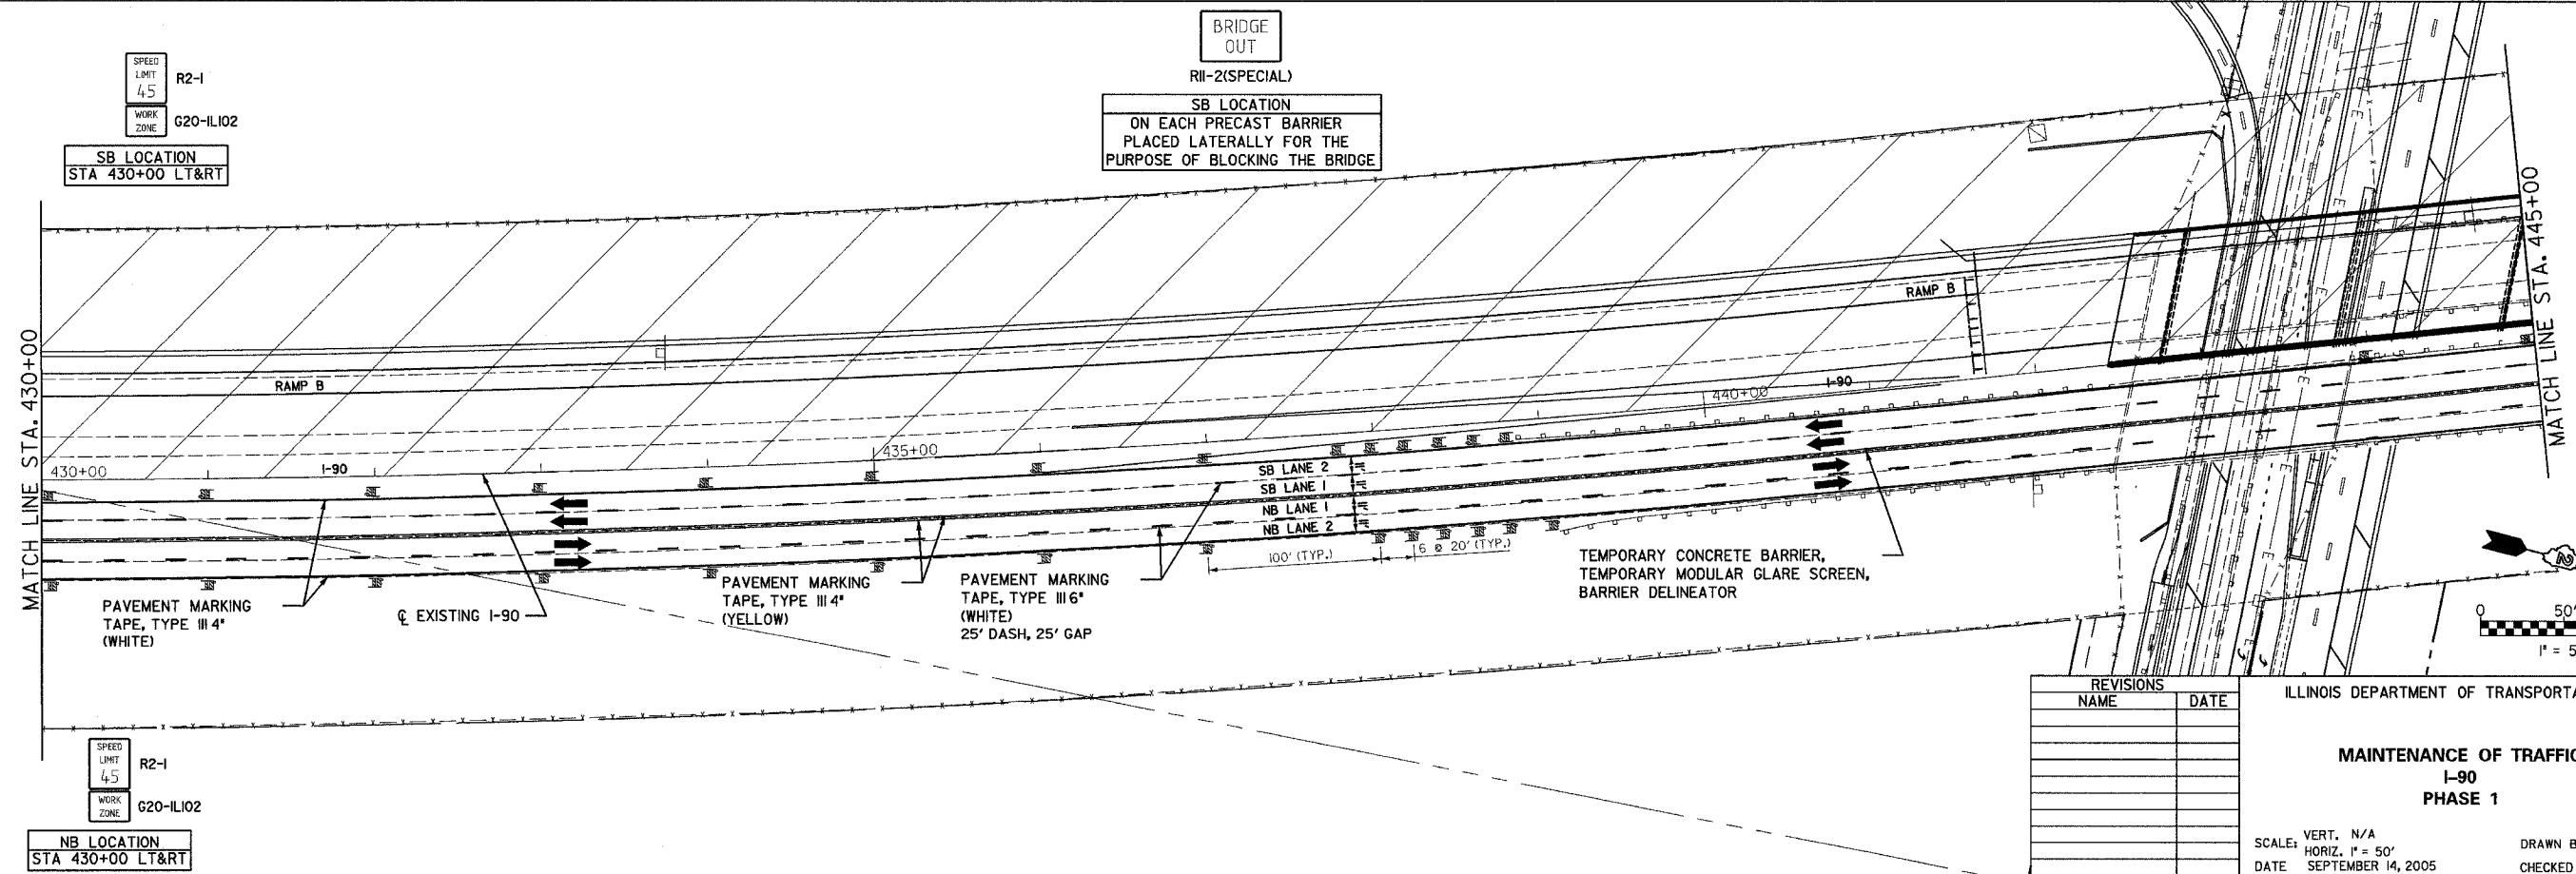 BRIDGE
OUT
R11-2(SPECIAL)
SB LOCATION
ON EACH PRECAST BARRIER
PLACED LATERALLY FOR THE
PURPOSE OF BLOCKING THE BRIDGE
SPEED
LIMIT
45
R2-1
WORK
ZONE
G20-IL102
SB LOCATION
STA 430+00 LT&RT
MATCH LINE STA. 430+00
MATCH LINE STA. 445+00
RAMP B
RAMP B
430+00
I-90
435+00
440+00
I-90
SB LANE 2
SB LANE 1
NB LANE 1
NB LANE 2
100' (TYP.)
6 @ 20' (TYP.)
PAVEMENT MARKING
TAPE, TYPE III 4"
(WHITE)
℄ EXISTING I-90
PAVEMENT MARKING
TAPE, TYPE III 4"
(YELLOW)
PAVEMENT MARKING
TAPE, TYPE III 6"
(WHITE)
25' DASH, 25' GAP
TEMPORARY CONCRETE BARRIER,
TEMPORARY MODULAR GLARE SCREEN,
BARRIER DELINEATOR
0 50'
1" = 5
SPEED
LIMIT
45
R2-1
WORK
ZONE
G20-IL102
NB LOCATION
STA 430+00 LT&RT
REVISIONS
NAME DATE
ILLINOIS DEPARTMENT OF TRANSPORTA
MAINTENANCE OF TRAFFIC
I-90
PHASE 1
SCALE: VERT. N/A
HORIZ. 1" = 50'
DATE SEPTEMBER 14, 2005
DRAWN B
CHECKED